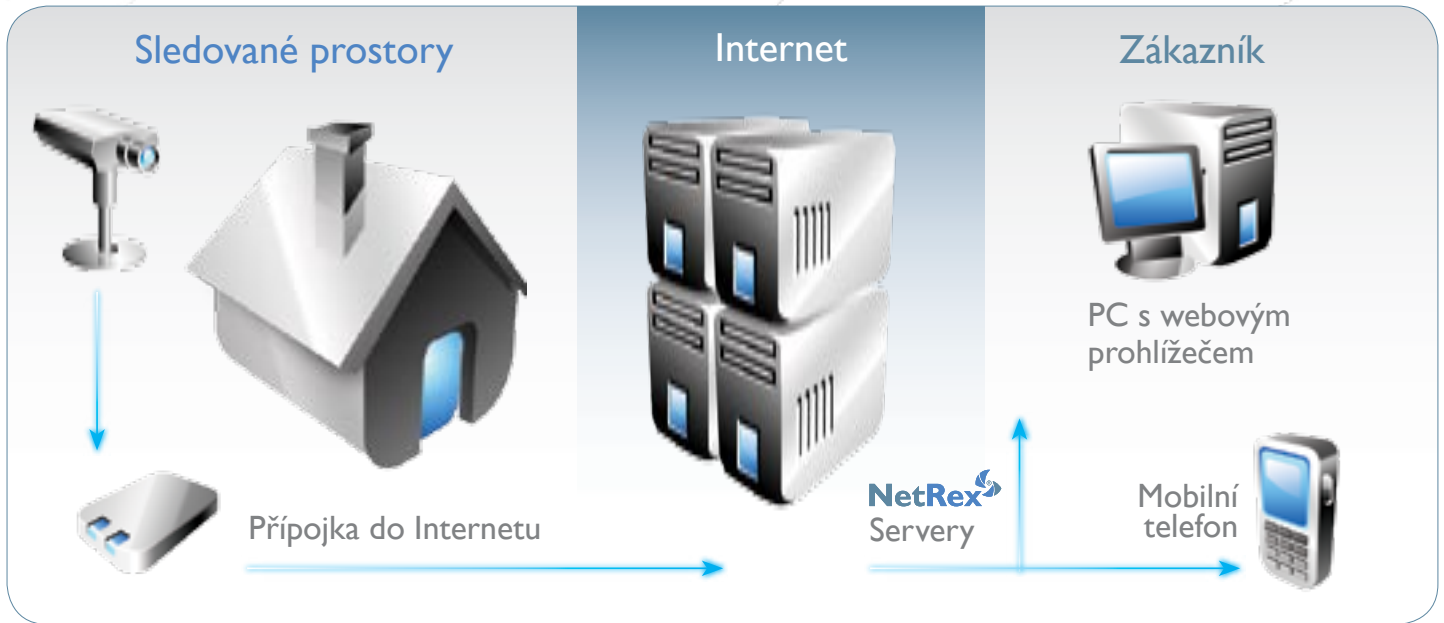 Sledované prostory
Internet
Zákazník
PC s webovým
prohlížečem
Přípojka do Internetu
NetRex
Servery
Mobilní
telefon